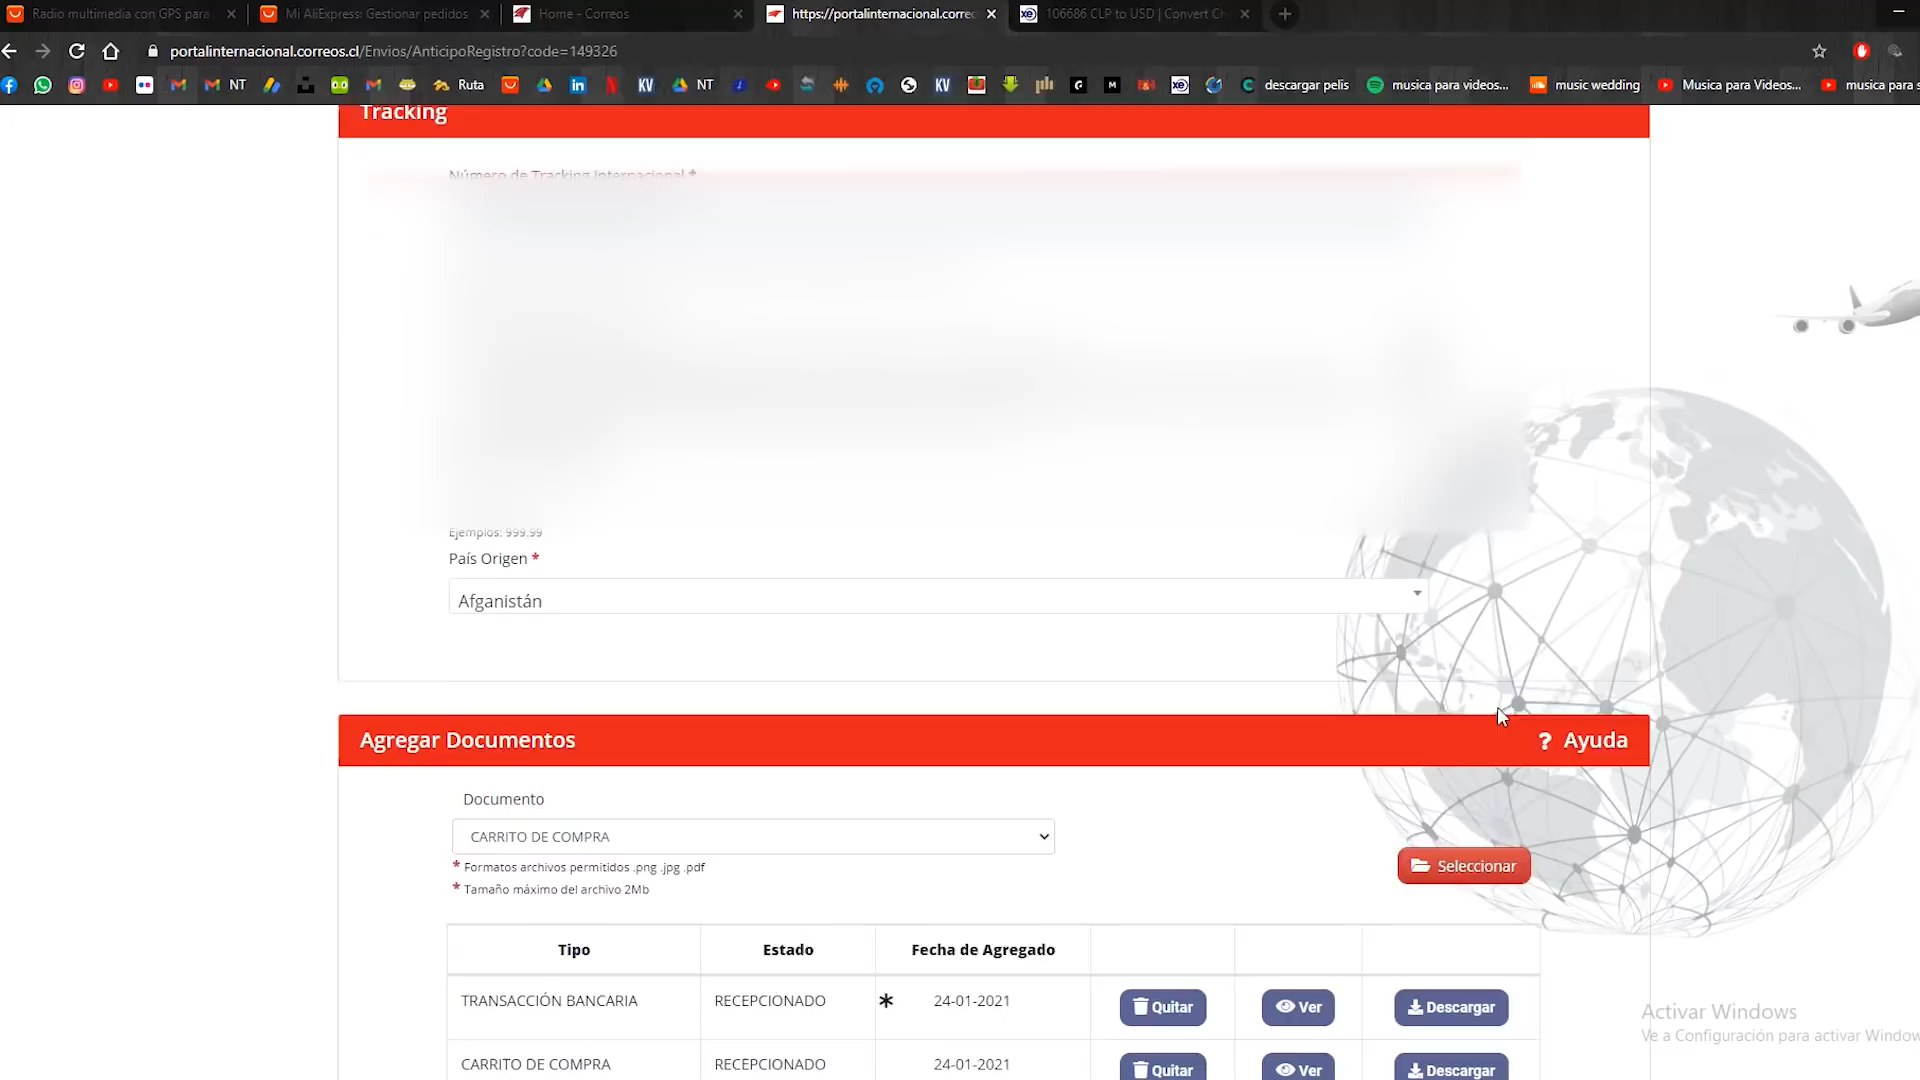 Radio multimedia con GPS para
Mi AliExpress: Gestionar pedidos
Home - Correos
https://portalinternacional.correo
106686 CLP to USD | Convert Ch
portalinternacional.correos.cl/Envios/AnticipoRegistro?code=149326
NT
Ruta
KV
NT
KV
descargar pelis
musica para videos...
music wedding
Musica para Videos...
musica para s
Tracking
Número de Tracking Internacional *
Ejemplos: 999.99
País Origen *
Afganistán
Agregar Documentos
? Ayuda
Documento
CARRITO DE COMPRA
* Formatos archivos permitidos .png .jpg .pdf
* Tamaño máximo del archivo 2Mb
Seleccionar
Tipo
Estado
Fecha de Agregado
TRANSACCIÓN BANCARIA
RECEPCIONADO
* 24-01-2021
Quitar
Ver
Descargar
CARRITO DE COMPRA
RECEPCIONADO
24-01-2021
Quitar
Ver
Descargar
Activar Windows
Ve a Configuración para activar Window